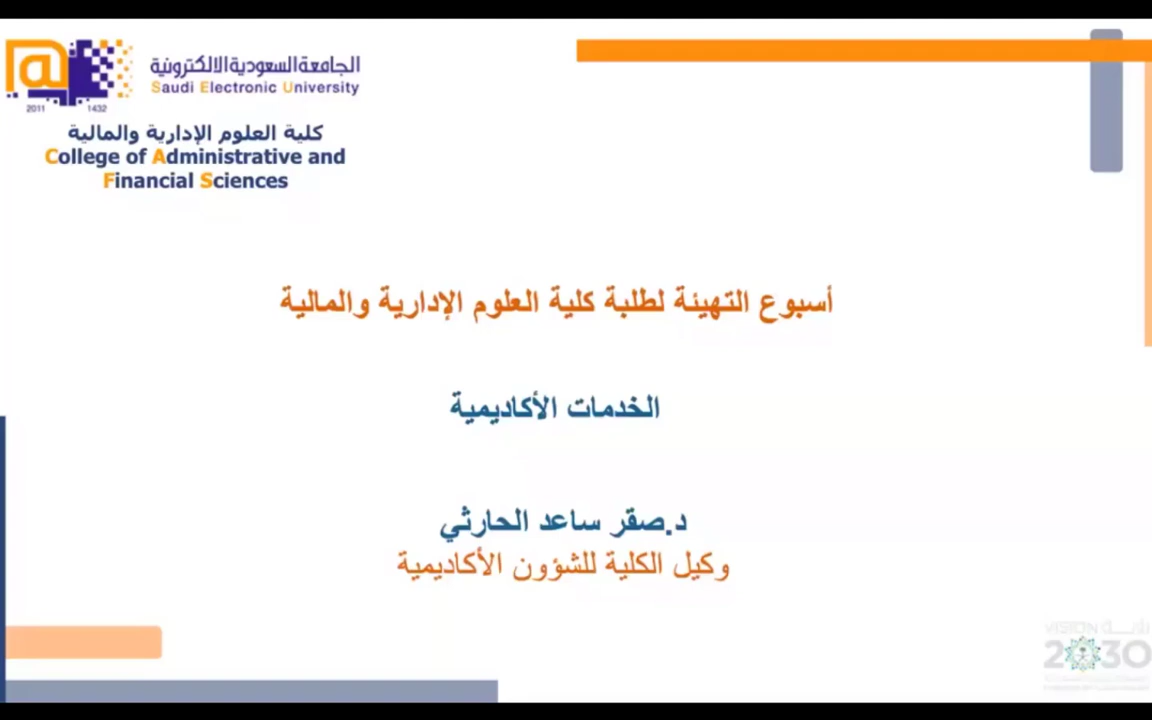 الجامعة السعودية الالكترونية
Saudi Electronic University
2011 1432
كلية العلوم الإدارية والمالية
College of Administrative and
Financial Sciences
أسبوع التهيئة لطلبة كلية العلوم الإدارية والمالية
الخدمات الأكاديمية
د.صقر ساعد الحارثي
وكيل الكلية للشؤون الأكاديمية
VISION رؤيــة
2030